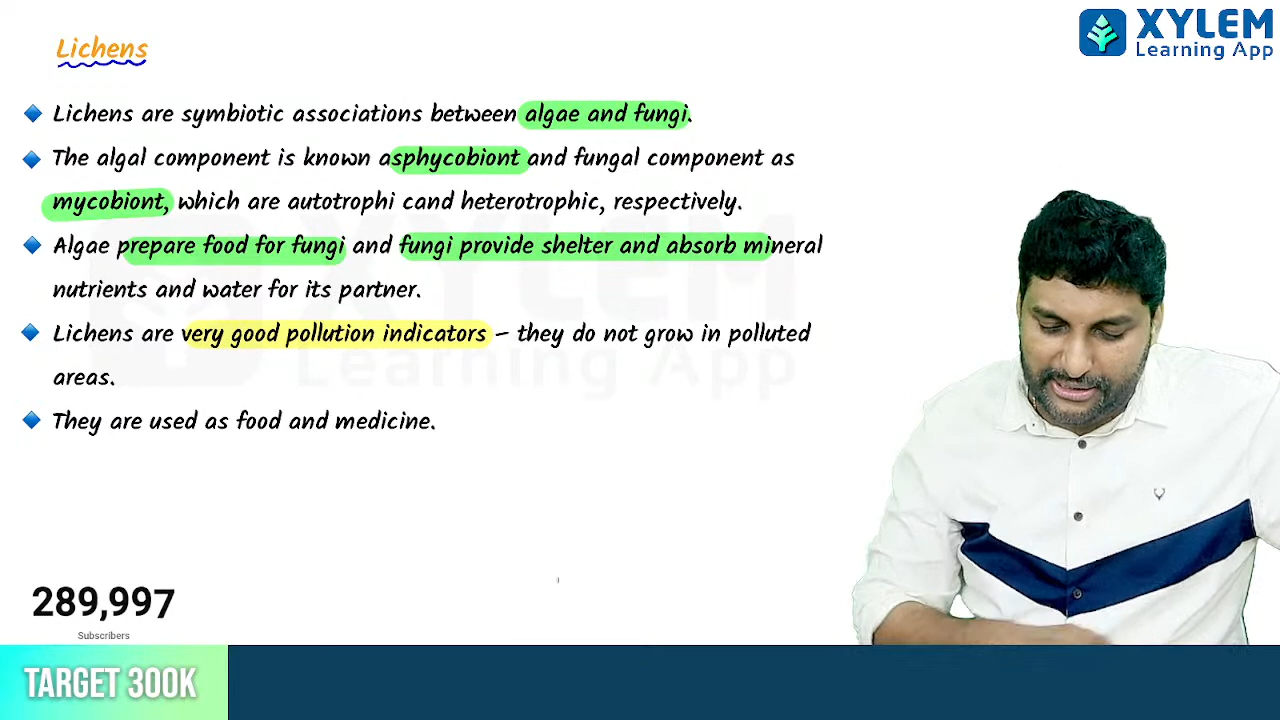 Lichens
XYLEM
Learning App
Lichens are symbiotic associations between algae and fungi.
The algal component is known asphycobiont and fungal component as
mycobiont, which are autotrophi cand heterotrophic, respectively.
Algae prepare food for fungi and fungi provide shelter and absorb mineral
nutrients and water for its partner.
Lichens are very good pollution indicators – they do not grow in polluted
areas.
They are used as food and medicine.
XYLEM
Learning App
289,997
Subscribers
TARGET 300K